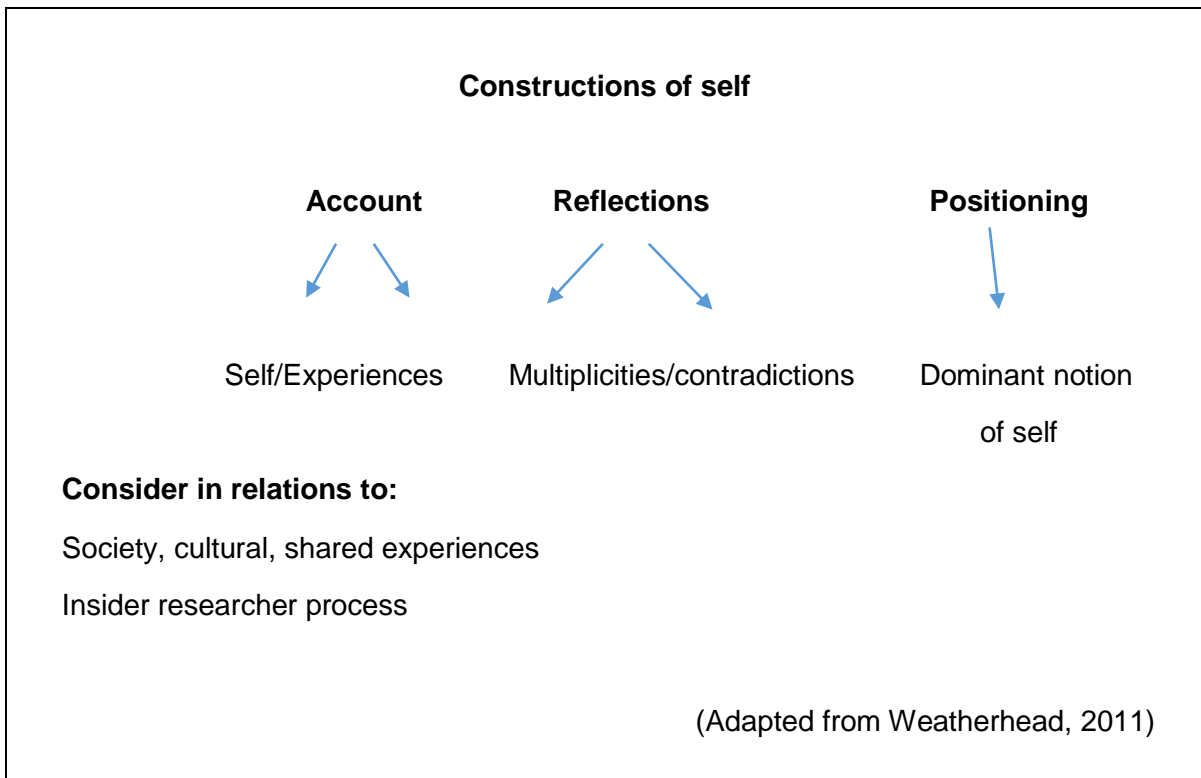 Constructions of self
Account Reflections Positioning
Self/Experiences Multiplicities/contradictions Dominant notion
of self
Consider in relations to:
Society, cultural, shared experiences
Insider researcher process
(Adapted from Weatherhead, 2011)